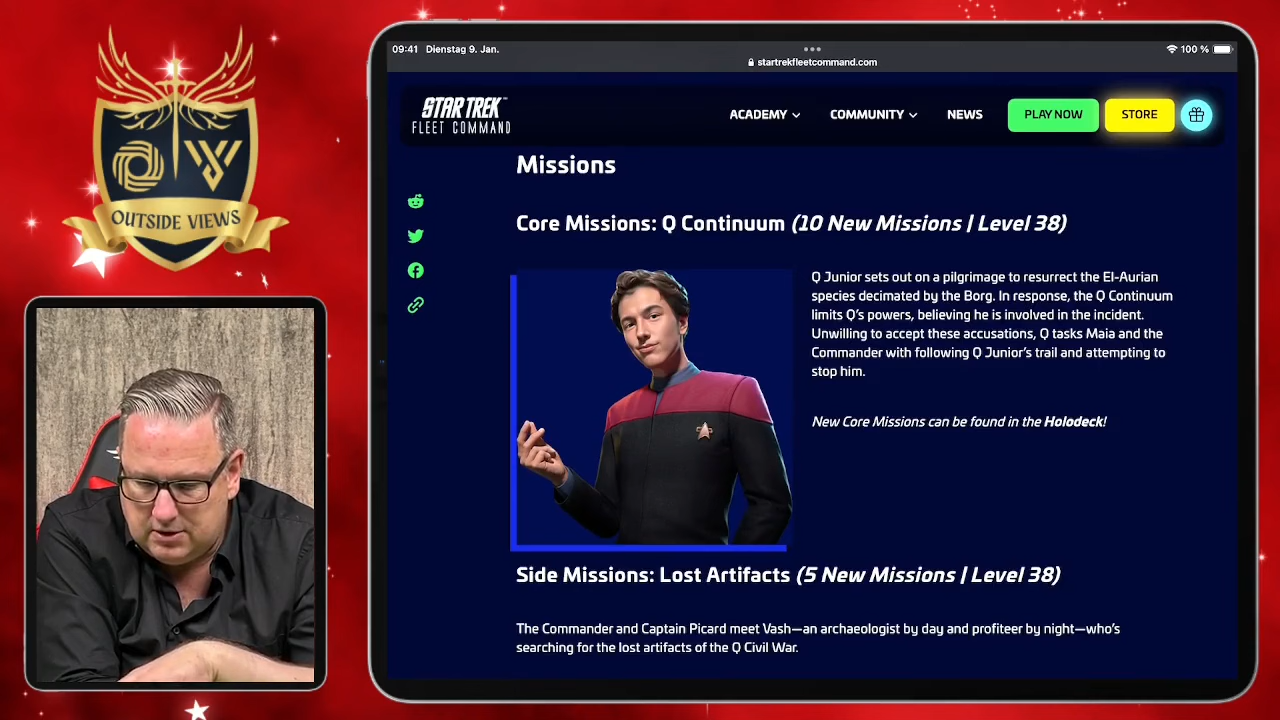 OUTSIDE VIEWS
09:41 Dienstag 9. Jan.
100 %
startrekfleetcommand.com
STAR TREK™
FLEET COMMAND
ACADEMY
COMMUNITY
NEWS
PLAY NOW
STORE
Missions
Core Missions: Q Continuum (10 New Missions | Level 38)
Q Junior sets out on a pilgrimage to resurrect the El-Aurian
species decimated by the Borg. In response, the Q Continuum
limits Q's powers, believing he is involved in the incident.
Unwilling to accept these accusations, Q tasks Maia and the
Commander with following Q Junior's trail and attempting to
stop him.
New Core Missions can be found in the Holodeck!
Side Missions: Lost Artifacts (5 New Missions | Level 38)
The Commander and Captain Picard meet Vash—an archaeologist by day and profiteer by night—who's
searching for the lost artifacts of the Q Civil War.